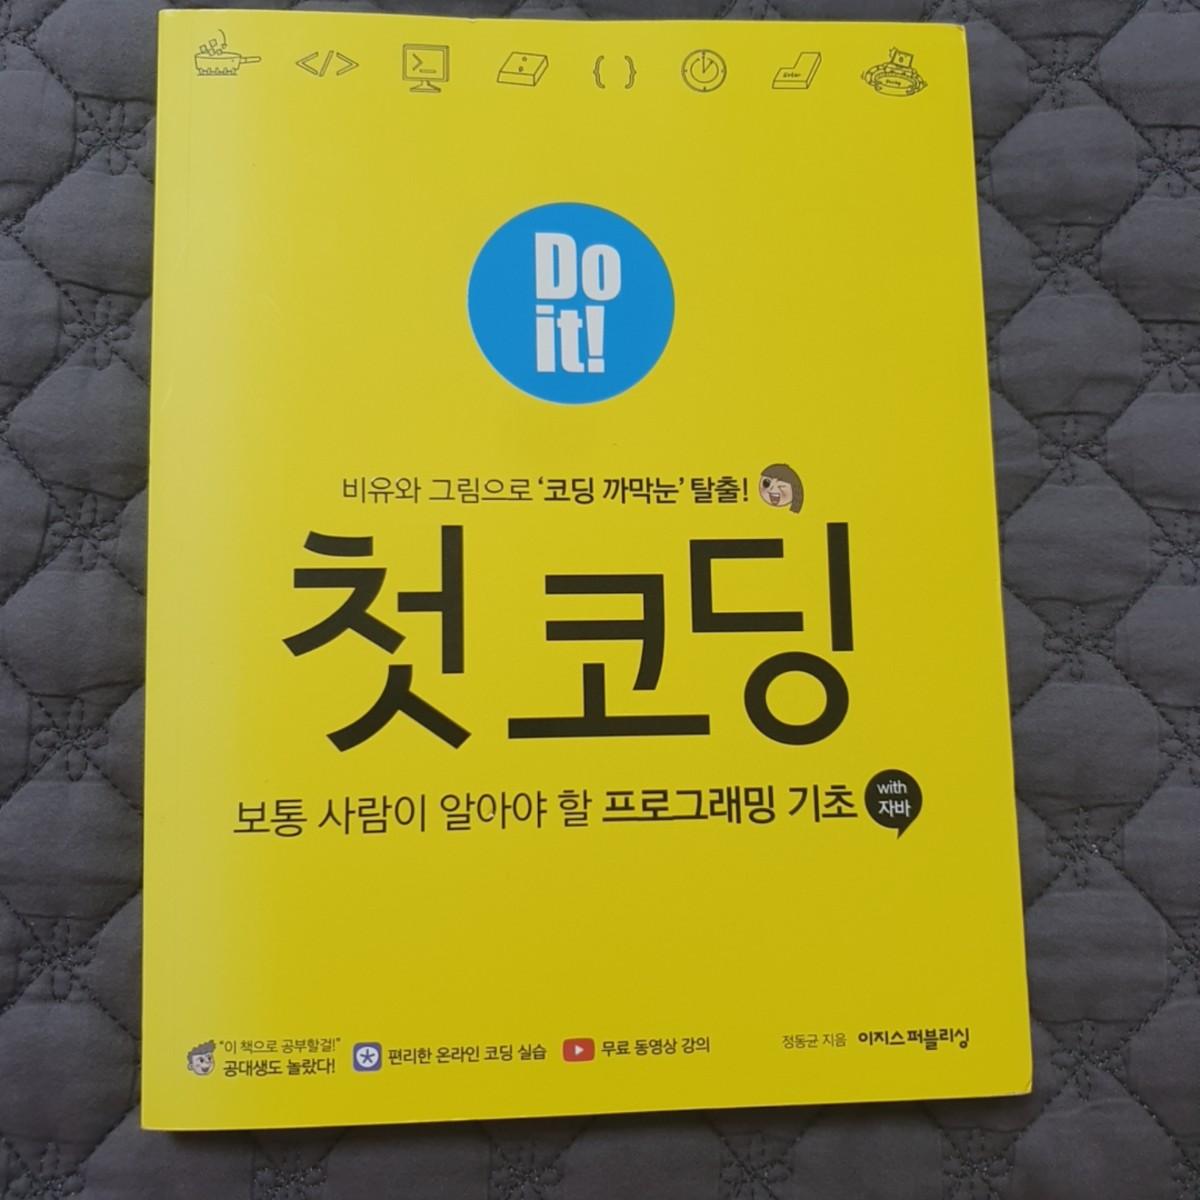 Do
it!
비유와 그림으로 ‘코딩 까막눈’ 탈출!
첫 코딩
보통 사람이 알아야 할 프로그래밍 기초
with
자바
"이 책으로 공부할걸!"
공대생도 놀랐다!
편리한 온라인 코딩 실습
무료 동영상 강의
정동균 지음 이지스퍼블리싱